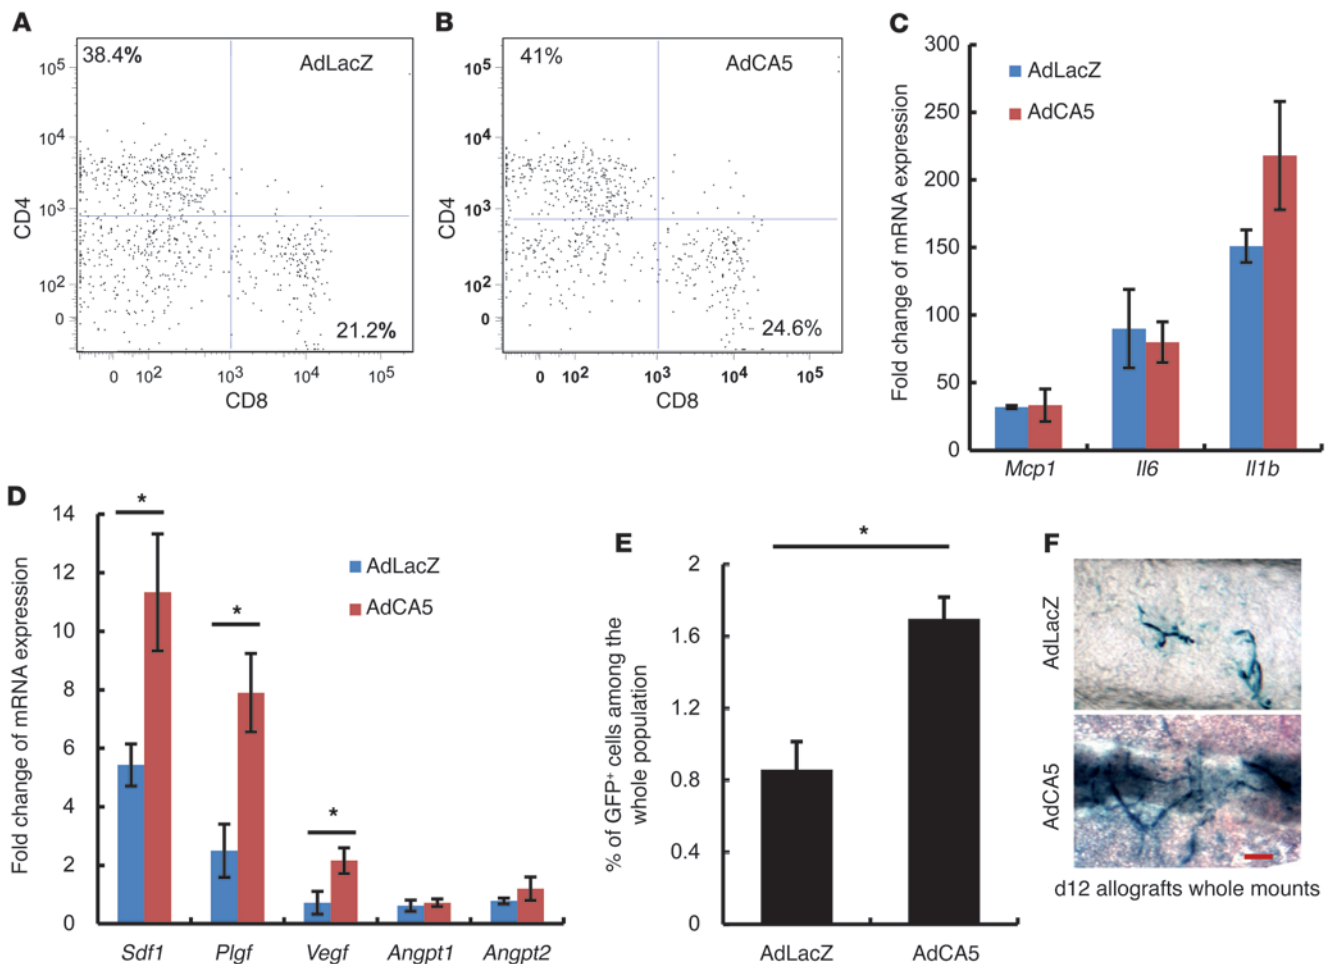 A
38.4%
AdLacZ
10⁵
10⁴
10³
10²
0
CD4
0 10² 10³ 10⁴ 10⁵
CD8
B
41%
AdCA5
10⁵
10⁴
10³
10²
0
CD4
24.6%
21.2%
0 10² 10³ 10⁴ 10⁵
CD8
C
300
250
200
150
100
50
0
Fold change of mRNA expression
AdLacZ
AdCA5
Mcp1 Il6 Il1b
D
14
12
10
8
6
4
2
0
Fold change of mRNA expression
*
*
*
AdLacZ
AdCA5
Sdf1 Plgf Vegf Angpt1 Angpt2
E
*
2
1.6
1.2
0.8
0.4
0
% of GFP⁺ cells among the
whole population
AdLacZ AdCA5
F
AdLacZ
AdCA5
d12 allografts whole mounts